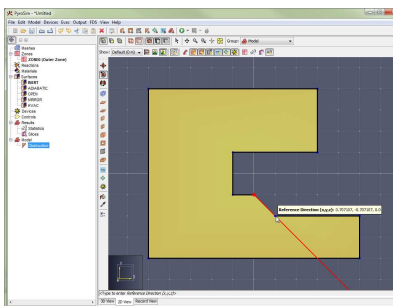 PyroSim - *Untitled
File Edit Model Devices Evac Output FDS View Help
Group: Model
Show: Default (0 m)
Meshes
Zones
ZONE0 (Outer Zone)
Reactions
Materials
Surfaces
INERT
ADIABATIC
OPEN
MIRROR
HVAC
Devices
Controls
Results
Statistics
Slices
Model
Obstruction
Reference Direction (x,y,z): 0.707107, -0.707107, 0.0
<Type to enter Reference Direction (x,y,z)>
3D View 2D View Record View